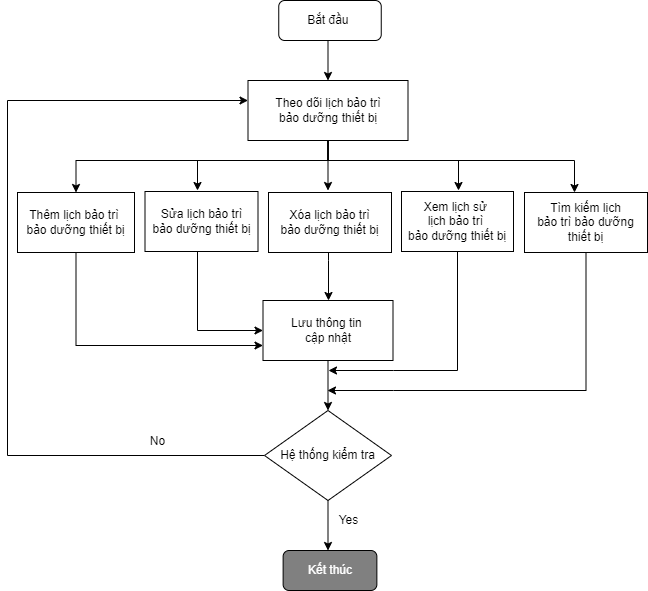 Bắt đầu
Theo dõi lịch bảo trì
bảo dưỡng thiết bị
Thêm lịch bảo trì
bảo dưỡng thiết bị
Sửa lịch bảo trì
bảo dưỡng thiết bị
Xóa lịch bảo trì
bảo dưỡng thiết bị
Xem lịch sử
lịch bảo trì
bảo dưỡng thiết bị
Tìm kiếm lịch
bảo trì bảo dưỡng
thiết bị
Lưu thông tin
cập nhật
Hệ thống kiểm tra
No
Yes
Kết thúc